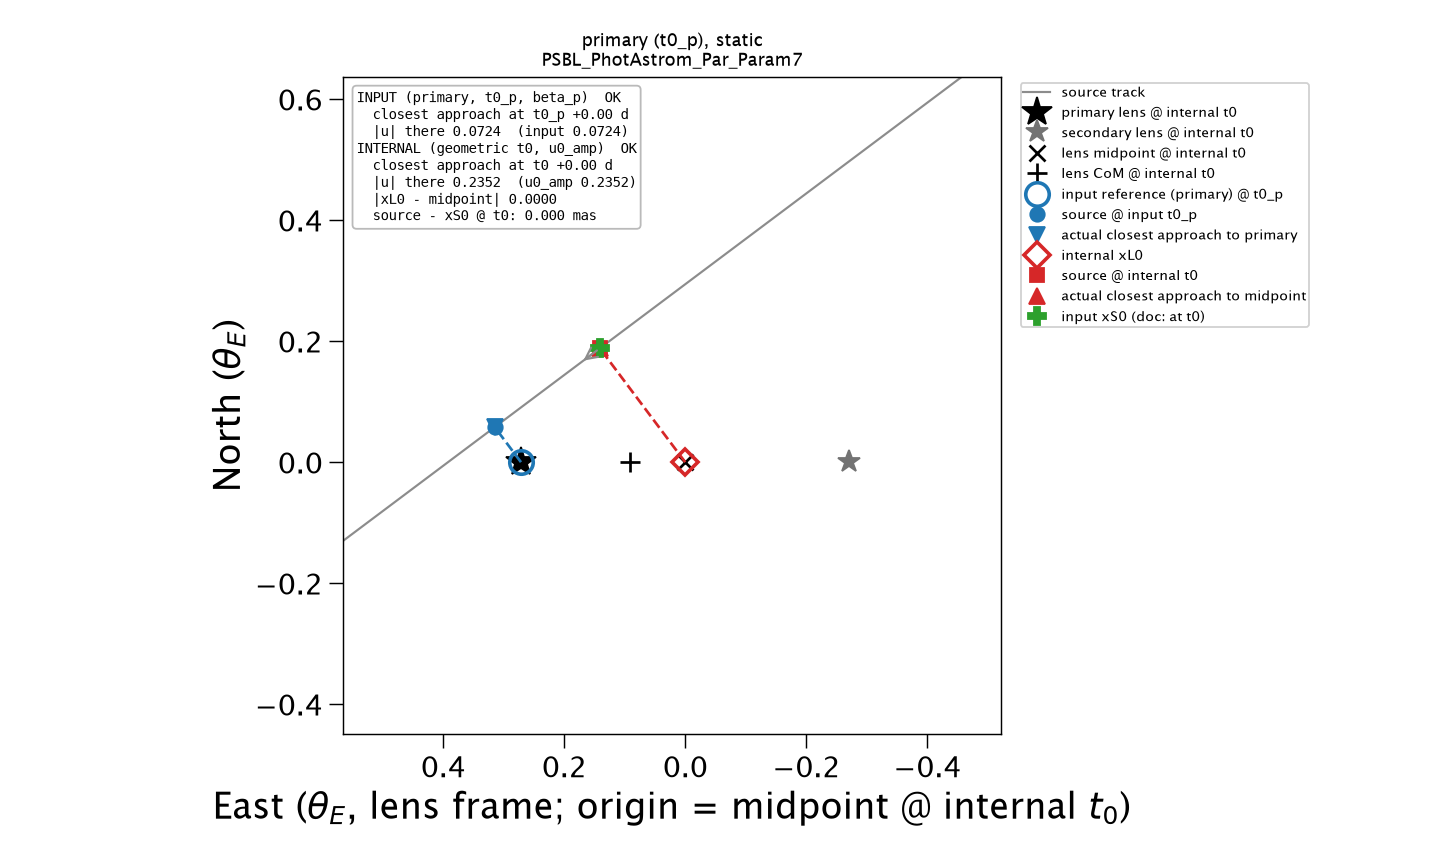 primary (t0_p), static
PSBL_PhotAstrom_Par_Param7
INPUT (primary, t0_p, beta_p)  OK
  closest approach at t0_p +0.00 d
  |u| there 0.0724  (input 0.0724)
INTERNAL (geometric t0, u0_amp)  OK
  closest approach at t0 +0.00 d
  |u| there 0.2352  (u0_amp 0.2352)
  |xL0 - midpoint| 0.0000
  source - xS0 @ t0: 0.000 mas
source track
primary lens @ internal t0
secondary lens @ internal t0
lens midpoint @ internal t0
lens CoM @ internal t0
input reference (primary) @ t0_p
source @ input t0_p
actual closest approach to primary
internal xL0
source @ internal t0
actual closest approach to midpoint
input xS0 (doc: at t0)
North (θ_E)
0.6
0.4
0.2
0.0
−0.2
−0.4
0.4 0.2 0.0 −0.2 −0.4
East (θ_E, lens frame; origin = midpoint @ internal t_0)